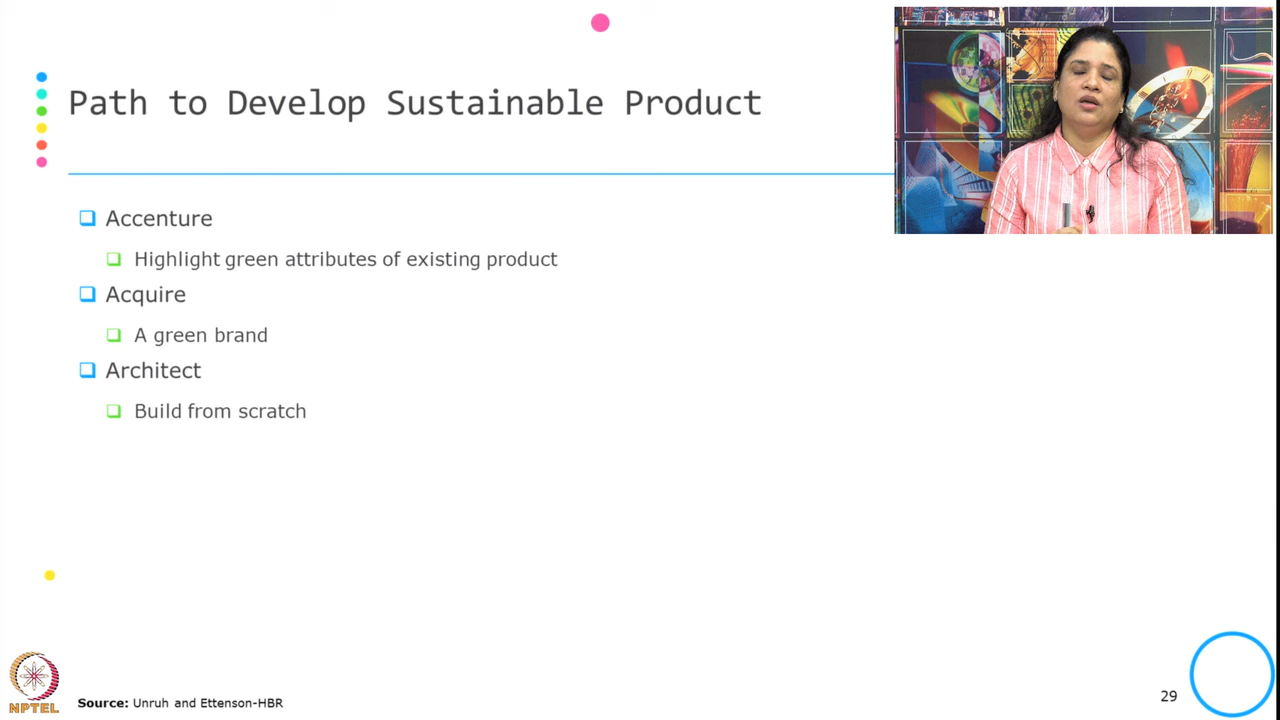 Path to Develop Sustainable Product
Accenture
Highlight green attributes of existing product
Acquire
A green brand
Architect
Build from scratch
NPTEL
Source: Unruh and Ettenson-HBR
29